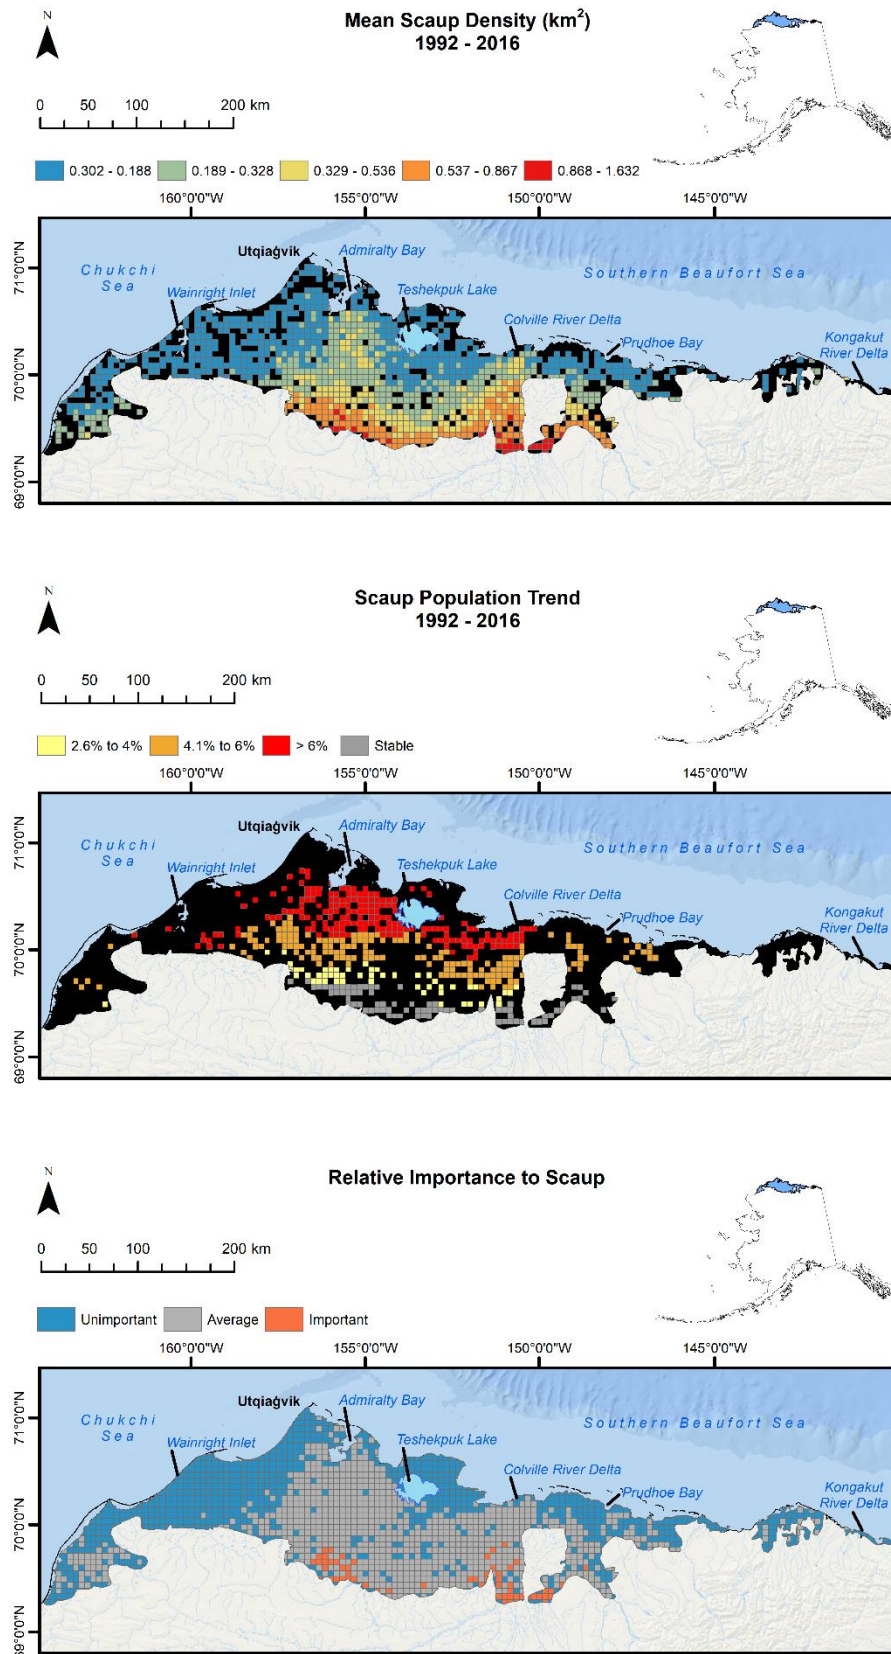 Mean Scaup Density (km²)
1992 - 2016
N
0 50 100 200 km
0.302 - 0.188 0.189 - 0.328 0.329 - 0.536 0.537 - 0.867 0.868 - 1.632
160°0'0"W 155°0'0"W 150°0'0"W 145°0'0"W
71°0'0"N
70°0'0"N
69°0'0"N
Utqiaġvik
Admiralty Bay
Chukchi
Sea
Southern Beaufort Sea
Wainright Inlet
Teshekpuk Lake
Colville River Delta
Prudhoe Bay
Kongakut
River Delta
Scaup Population Trend
1992 - 2016
N
0 50 100 200 km
2.6% to 4% 4.1% to 6% > 6% Stable
160°0'0"W 155°0'0"W 150°0'0"W 145°0'0"W
71°0'0"N
70°0'0"N
69°0'0"N
Utqiaġvik
Admiralty Bay
Chukchi
Sea
Southern Beaufort Sea
Wainright Inlet
Teshekpuk Lake
Colville River Delta
Prudhoe Bay
Kongakut
River Delta
Relative Importance to Scaup
N
0 50 100 200 km
Unimportant Average Important
160°0'0"W 155°0'0"W 150°0'0"W 145°0'0"W
71°0'0"N
70°0'0"N
69°0'0"N
Utqiaġvik
Admiralty Bay
Chukchi
Sea
Southern Beaufort Sea
Wainright Inlet
Teshekpuk Lake
Colville River Delta
Prudhoe Bay
Kongakut
River Delta